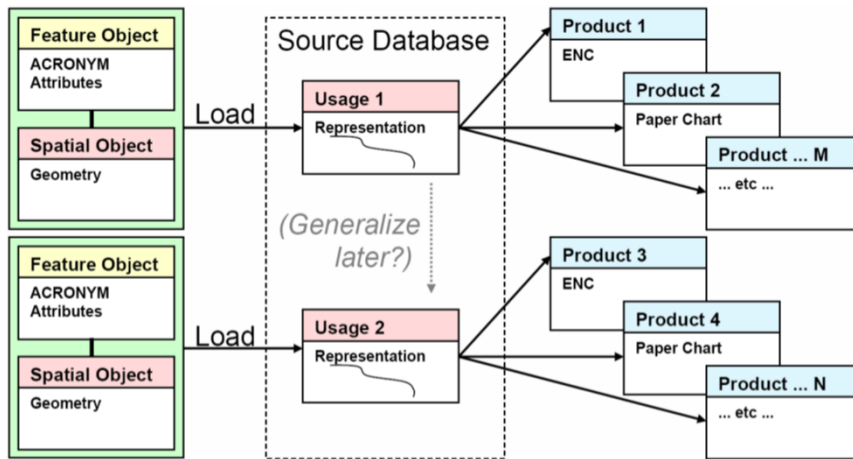 Feature Object
ACRONYM
Attributes
Spatial Object
Geometry
Load
Source Database
Usage 1
Representation
Product 1
ENC
Product 2
Paper Chart
Product ... M
... etc ...
(Generalize
later?)
Feature Object
ACRONYM
Attributes
Spatial Object
Geometry
Load
Usage 2
Representation
Product 3
ENC
Product 4
Paper Chart
Product ... N
... etc ...